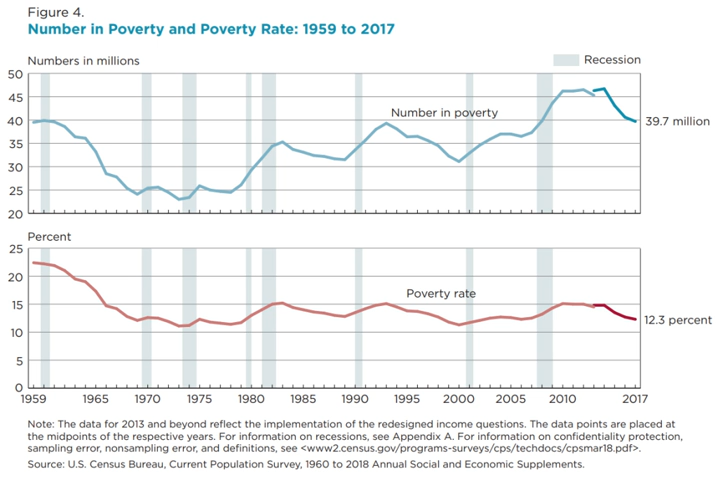 Figure 4.
Number in Poverty and Poverty Rate: 1959 to 2017
Numbers in millions
Recession
50
45
Number in poverty
40
39.7 million
35
30
25
20
Percent
25
20
Poverty rate
15
12.3 percent
10
5
0
1959 1965 1970 1975 1980 1985 1990 1995 2000 2005 2010 2017
Note: The data for 2013 and beyond reflect the implementation of the redesigned income questions. The data points are placed at
the midpoints of the respective years. For information on recessions, see Appendix A. For information on confidentiality protection,
sampling error, nonsampling error, and definitions, see <www2.census.gov/programs-surveys/cps/techdocs/cpsmar18.pdf>.
Source: U.S. Census Bureau, Current Population Survey, 1960 to 2018 Annual Social and Economic Supplements.